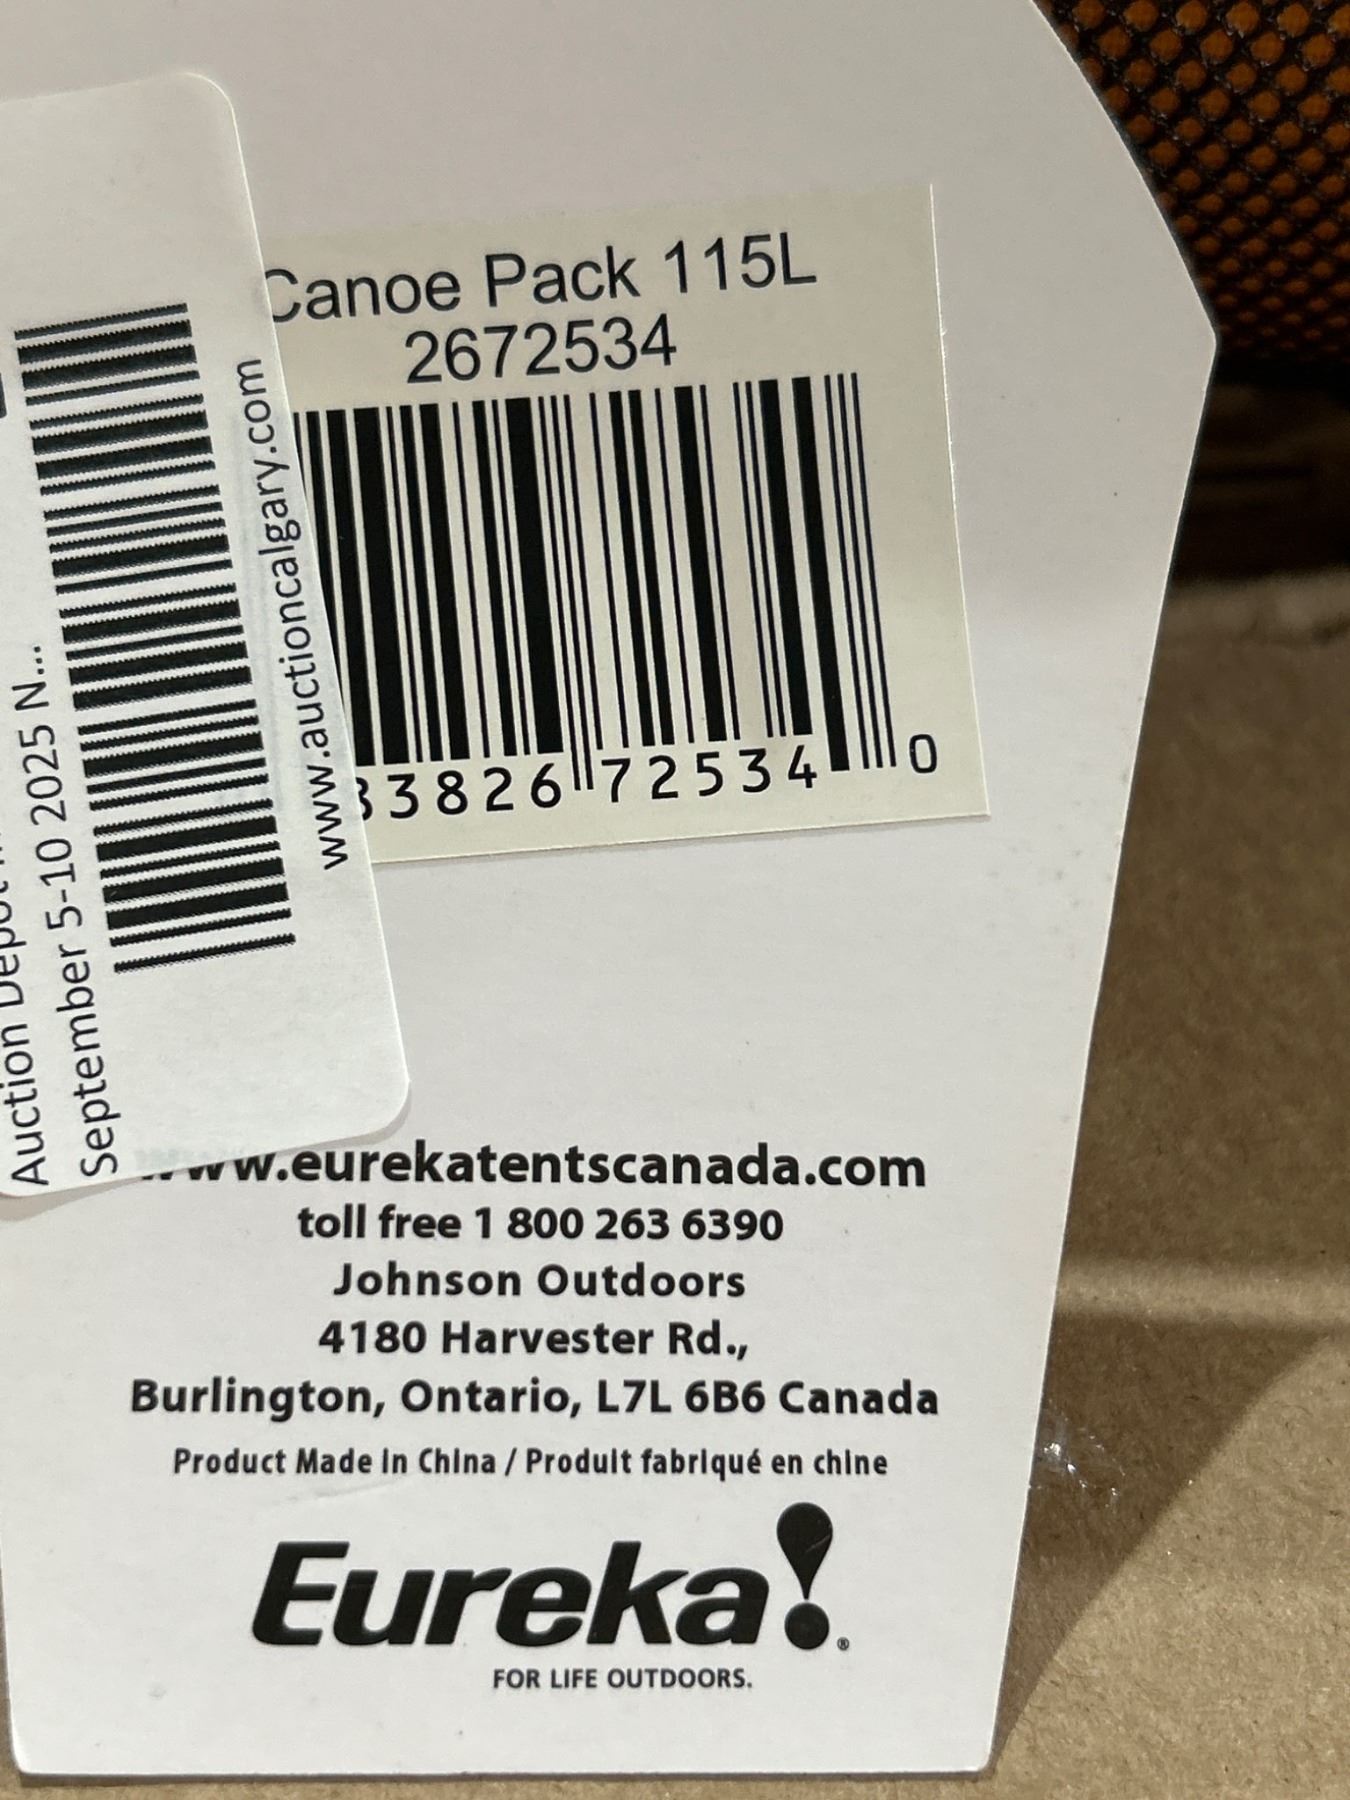 Canoe Pack 115L
2672534
33826 72534 0
www.auctioncalgary.com
September 5-10 2025 N...
Auction Depot
www.eurekatentscanada.com
toll free 1 800 263 6390
Johnson Outdoors
4180 Harvester Rd.,
Burlington, Ontario, L7L 6B6 Canada
Product Made in China / Produit fabriqué en chine
Eureka!®
FOR LIFE OUTDOORS.